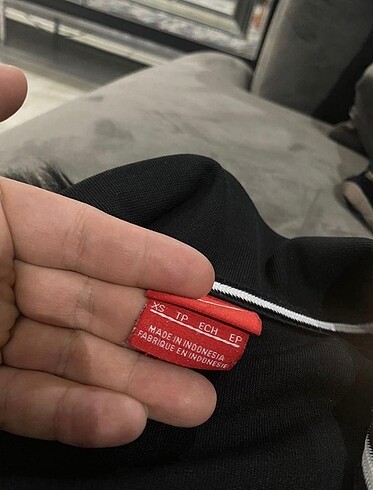 XS TP ECH EP
MADE IN INDONESIA
FABRIQUE EN INDONESIE